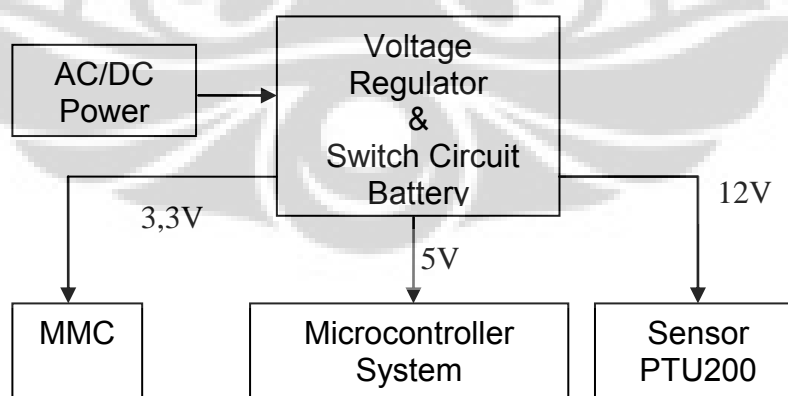 AC/DC
Power
Voltage
Regulator
&
Switch Circuit
Battery
3,3V
5V
12V
MMC
Microcontroller
System
Sensor
PTU200